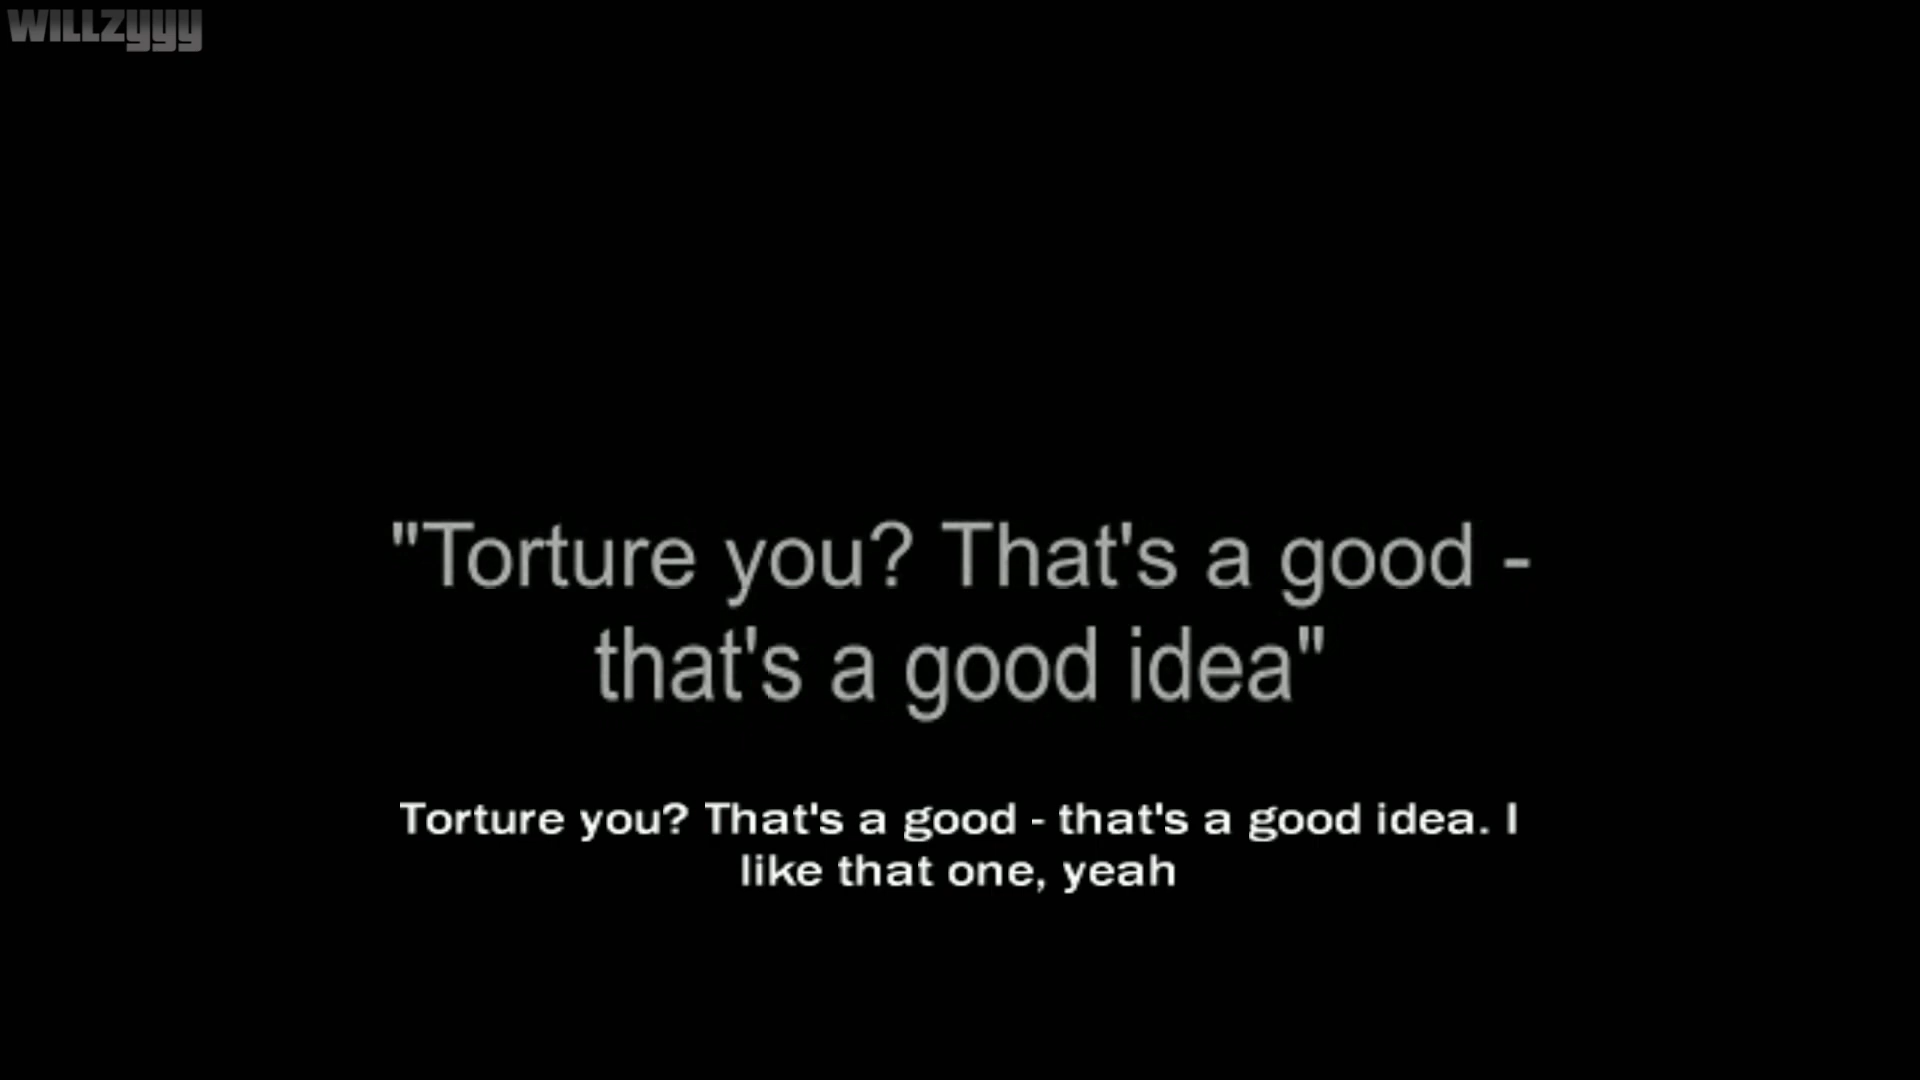 WILLZyyy
"Torture you? That's a good -
that's a good idea"
Torture you? That's a good - that's a good idea. I
like that one, yeah